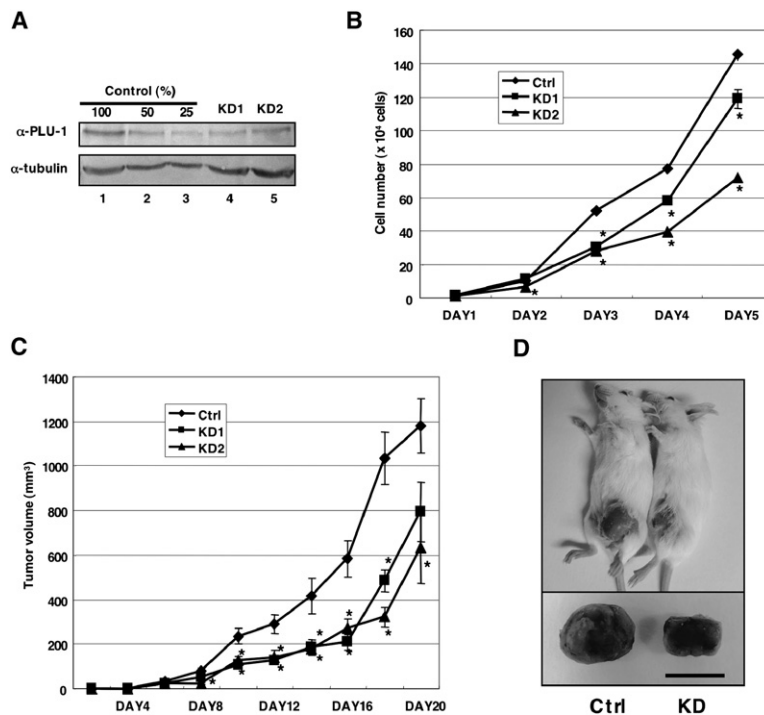 A
Control (%)
100 50 25 KD1 KD2
α-PLU-1
α-tubulin
1 2 3 4 5
B
160
140
120
100
80
60
40
20
0
Cell number (x 10⁴ cells)
Ctrl
KD1
KD2
* * * * * * *
DAY1 DAY2 DAY3 DAY4 DAY5
C
1400
1200
1000
800
600
400
200
0
Tumor volume (mm³)
Ctrl
KD1
KD2
* * * * * * * * * * * *
DAY4 DAY8 DAY12 DAY16 DAY20
D
Ctrl KD